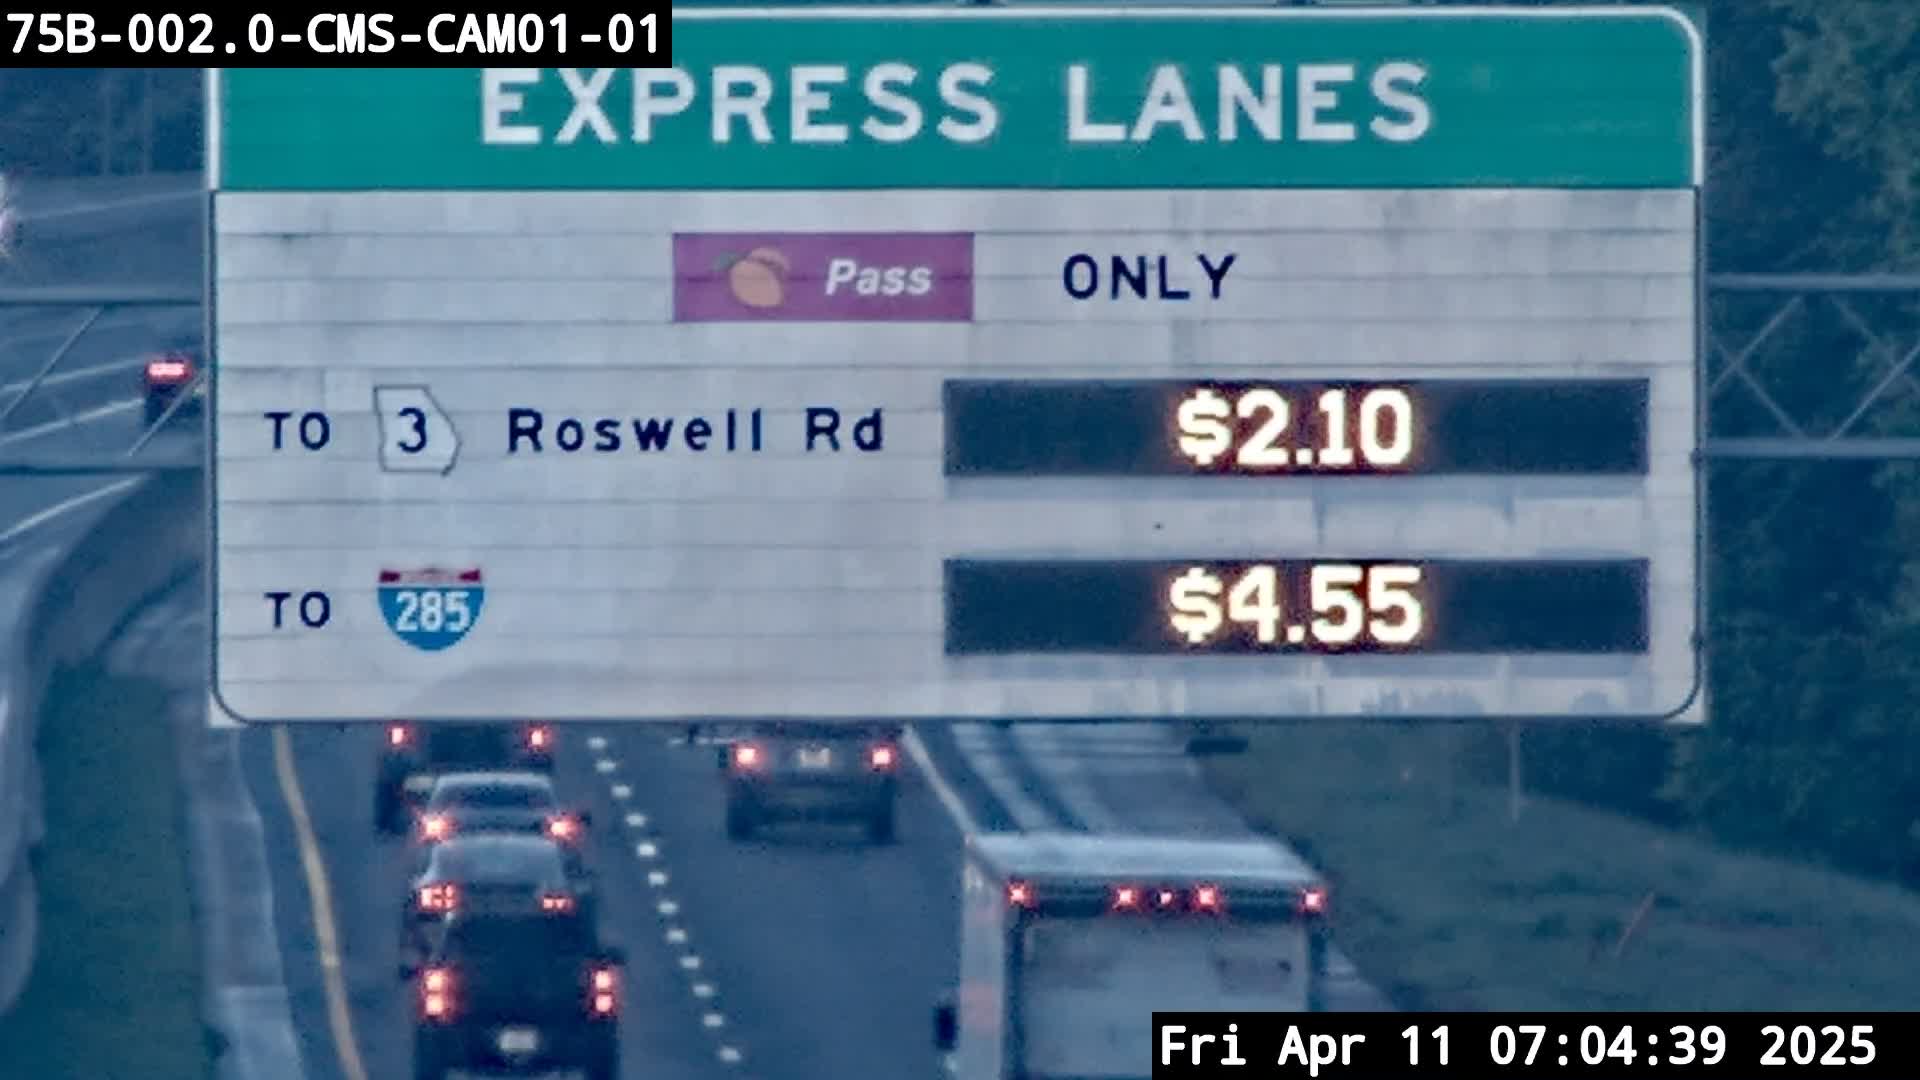 75B-002.0-CMS-CAM01-01
EXPRESS LANES
Pass ONLY
TO 3 Roswell Rd $2.10
TO 285 $4.55
Fri Apr 11 07:04:39 2025